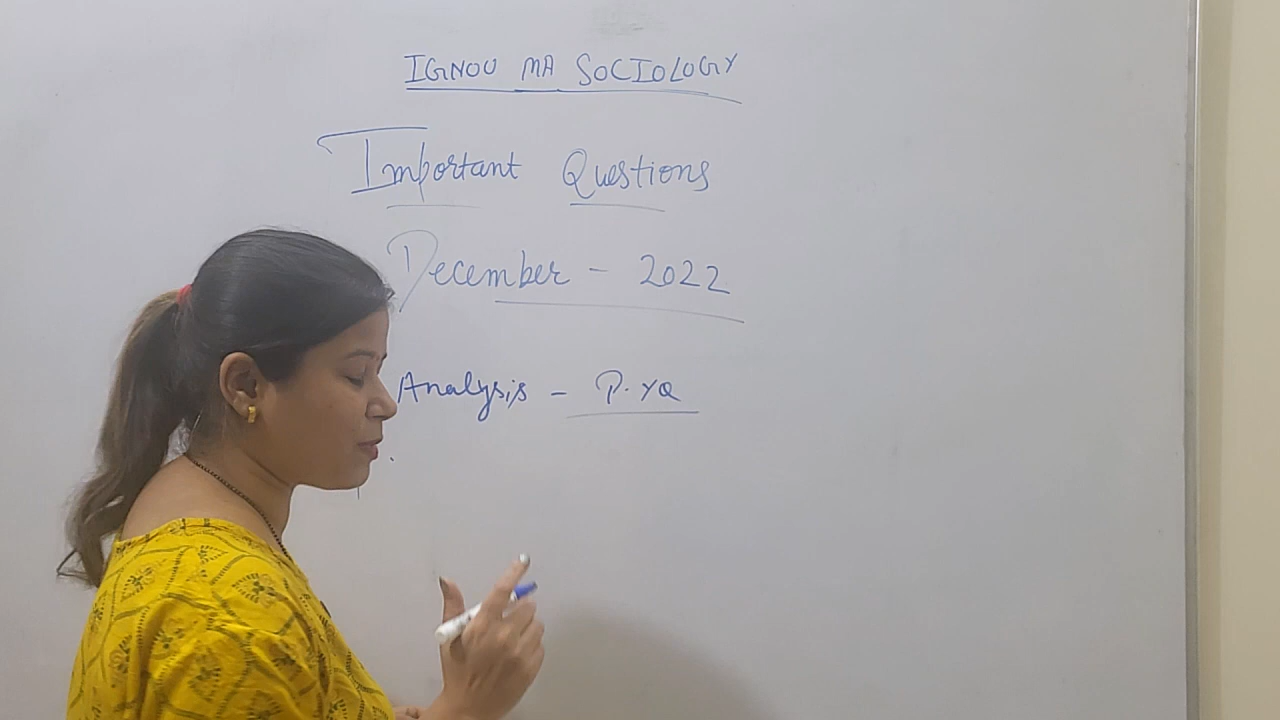 IGNOU MA SOCIOLOGY
Important Questions
December - 2022
Analysis - P.YQ